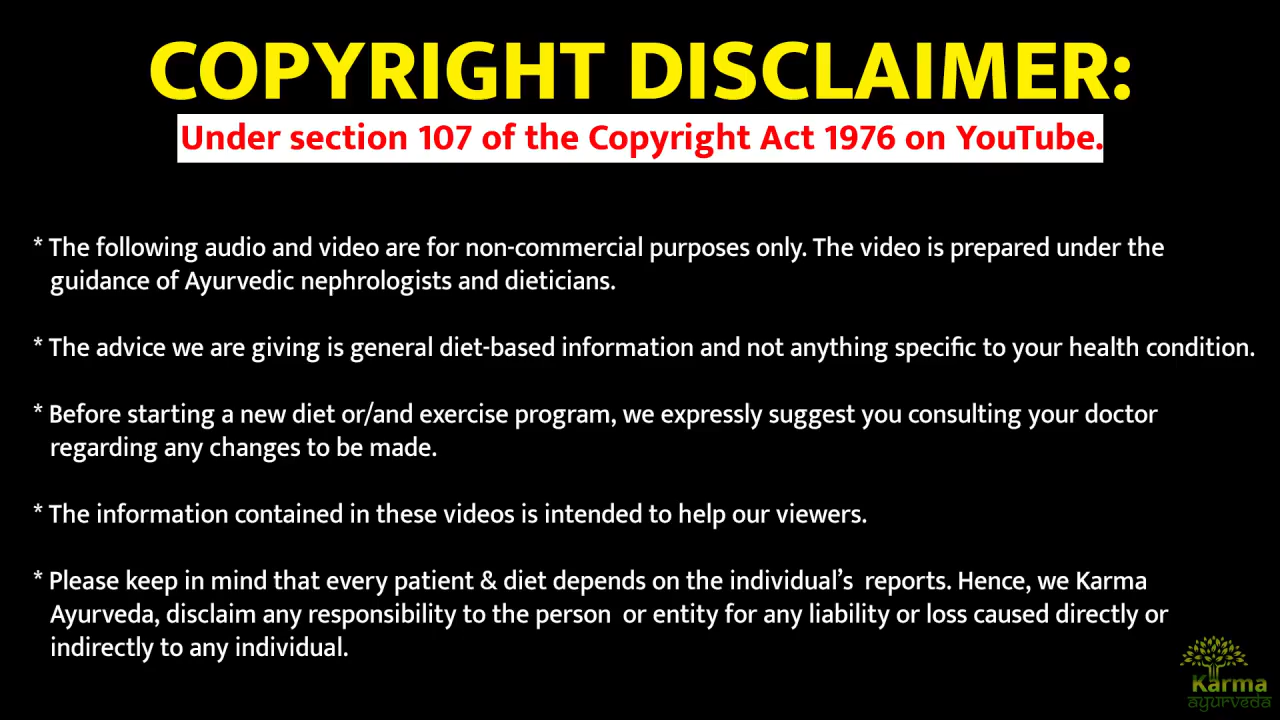 COPYRIGHT DISCLAIMER:
Under section 107 of the Copyright Act 1976 on YouTube.
* The following audio and video are for non-commercial purposes only. The video is prepared under the
guidance of Ayurvedic nephrologists and dieticians.
* The advice we are giving is general diet-based information and not anything specific to your health condition.
* Before starting a new diet or/and exercise program, we expressly suggest you consulting your doctor
regarding any changes to be made.
* The information contained in these videos is intended to help our viewers.
* Please keep in mind that every patient & diet depends on the individual’s  reports. Hence, we Karma
Ayurveda, disclaim any responsibility to the person  or entity for any liability or loss caused directly or
indirectly to any individual.
Karma
ayurveda